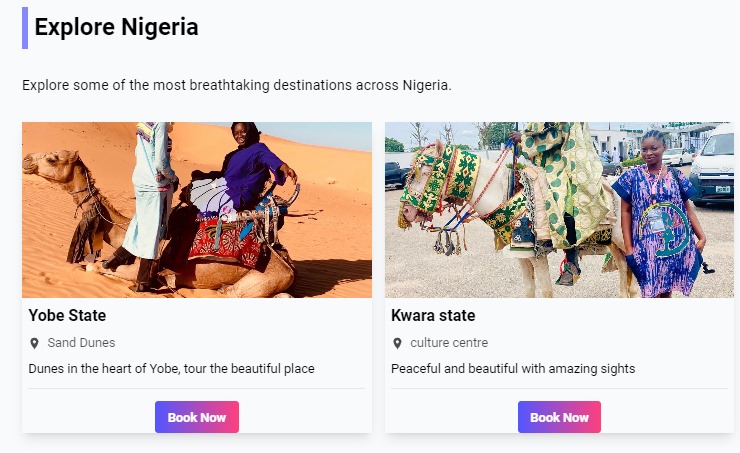 Explore Nigeria
Explore some of the most breathtaking destinations across Nigeria.
Yobe State
Sand Dunes
Dunes in the heart of Yobe, tour the beautiful place
Book Now
Kwara state
culture centre
Peaceful and beautiful with amazing sights
Book Now